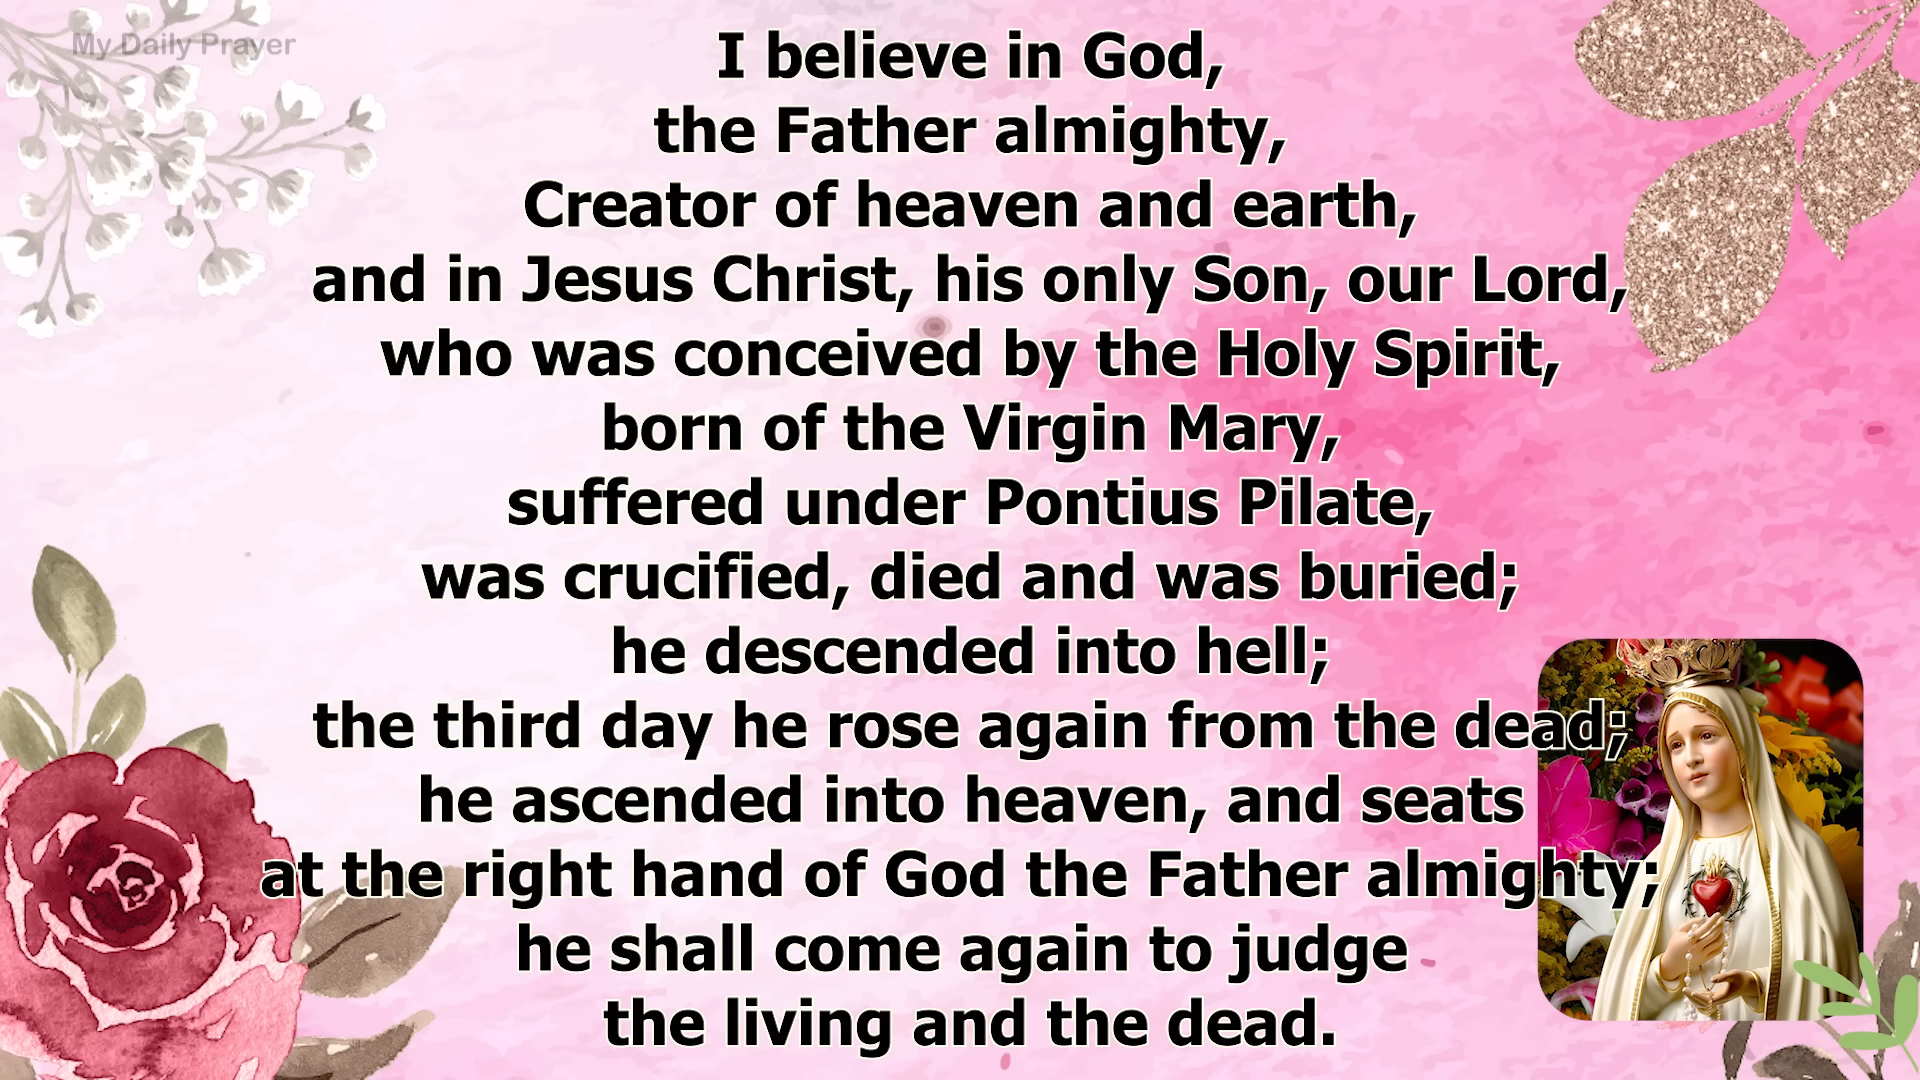 My Daily Prayer
I believe in God,
the Father almighty,
Creator of heaven and earth,
and in Jesus Christ, his only Son, our Lord,
who was conceived by the Holy Spirit,
born of the Virgin Mary,
suffered under Pontius Pilate,
was crucified, died and was buried;
he descended into hell;
the third day he rose again from the dead;
he ascended into heaven, and seats
at the right hand of God the Father almighty;
he shall come again to judge
the living and the dead.